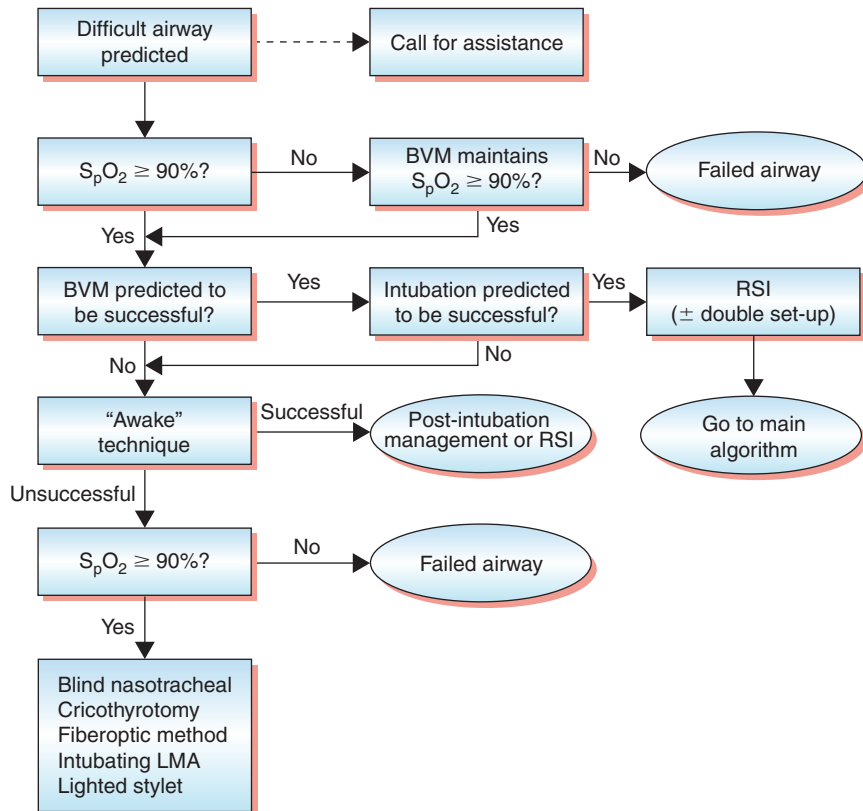 Difficult airway
predicted
Call for assistance
SpO2 ≥ 90%?
No
BVM maintains
SpO2 ≥ 90%?
No
Failed airway
Yes
Yes
BVM predicted to
be successful?
Yes
Intubation predicted
to be successful?
Yes
RSI
(± double set-up)
No
No
“Awake”
technique
Successful
Post-intubation
management or RSI
Go to main
algorithm
Unsuccessful
SpO2 ≥ 90%?
No
Failed airway
Yes
Blind nasotracheal
Cricothyrotomy
Fiberoptic method
Intubating LMA
Lighted stylet